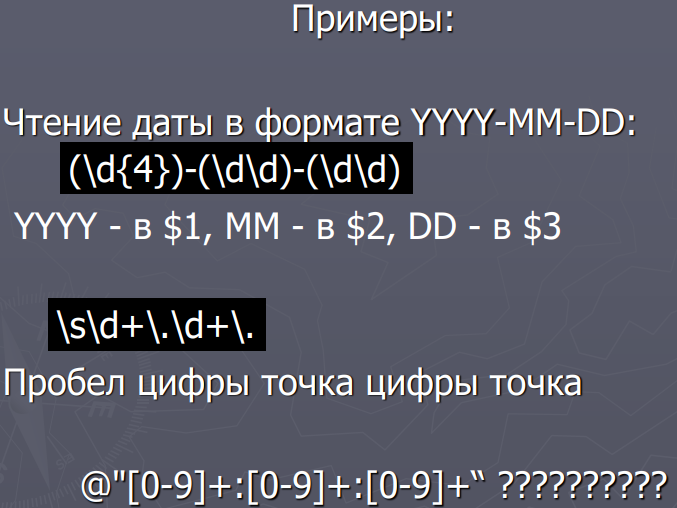 Примеры:
Чтение даты в формате YYYY-MM-DD:
(\d{4})-(\d\d)-(\d\d)
YYYY - в $1, MM - в $2, DD - в $3
\s\d+\.\d+\.
Пробел цифры точка цифры точка
@"[0-9]+:[0-9]+:[0-9]+“ ??????????